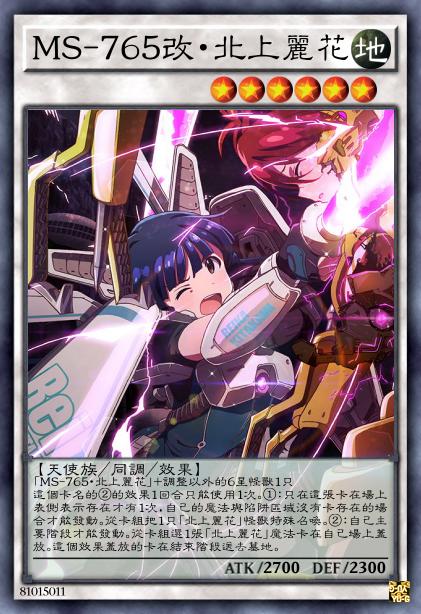 MS-765改·北上麗花
地
REIKA
KITAKAMI
Rei
【天使族／同調／效果】
「MS-765·北上麗花」+調整以外的6星怪獸1只
這個卡名的②的效果1回合只能使用1次。①:只在這張卡在場上
表側表示存在才有1次,自己的魔法與陷阱區域沒有卡存在的場
合才能發動。從卡組把1只「北上麗花」怪獸特殊召喚。②:自己主
要階段才能發動。從卡組選1張「北上麗花」魔法卡在自己場上蓋
放。這個效果蓋放的卡在結束階段送去墓地。
ATK/2700 DEF/2300
81015011